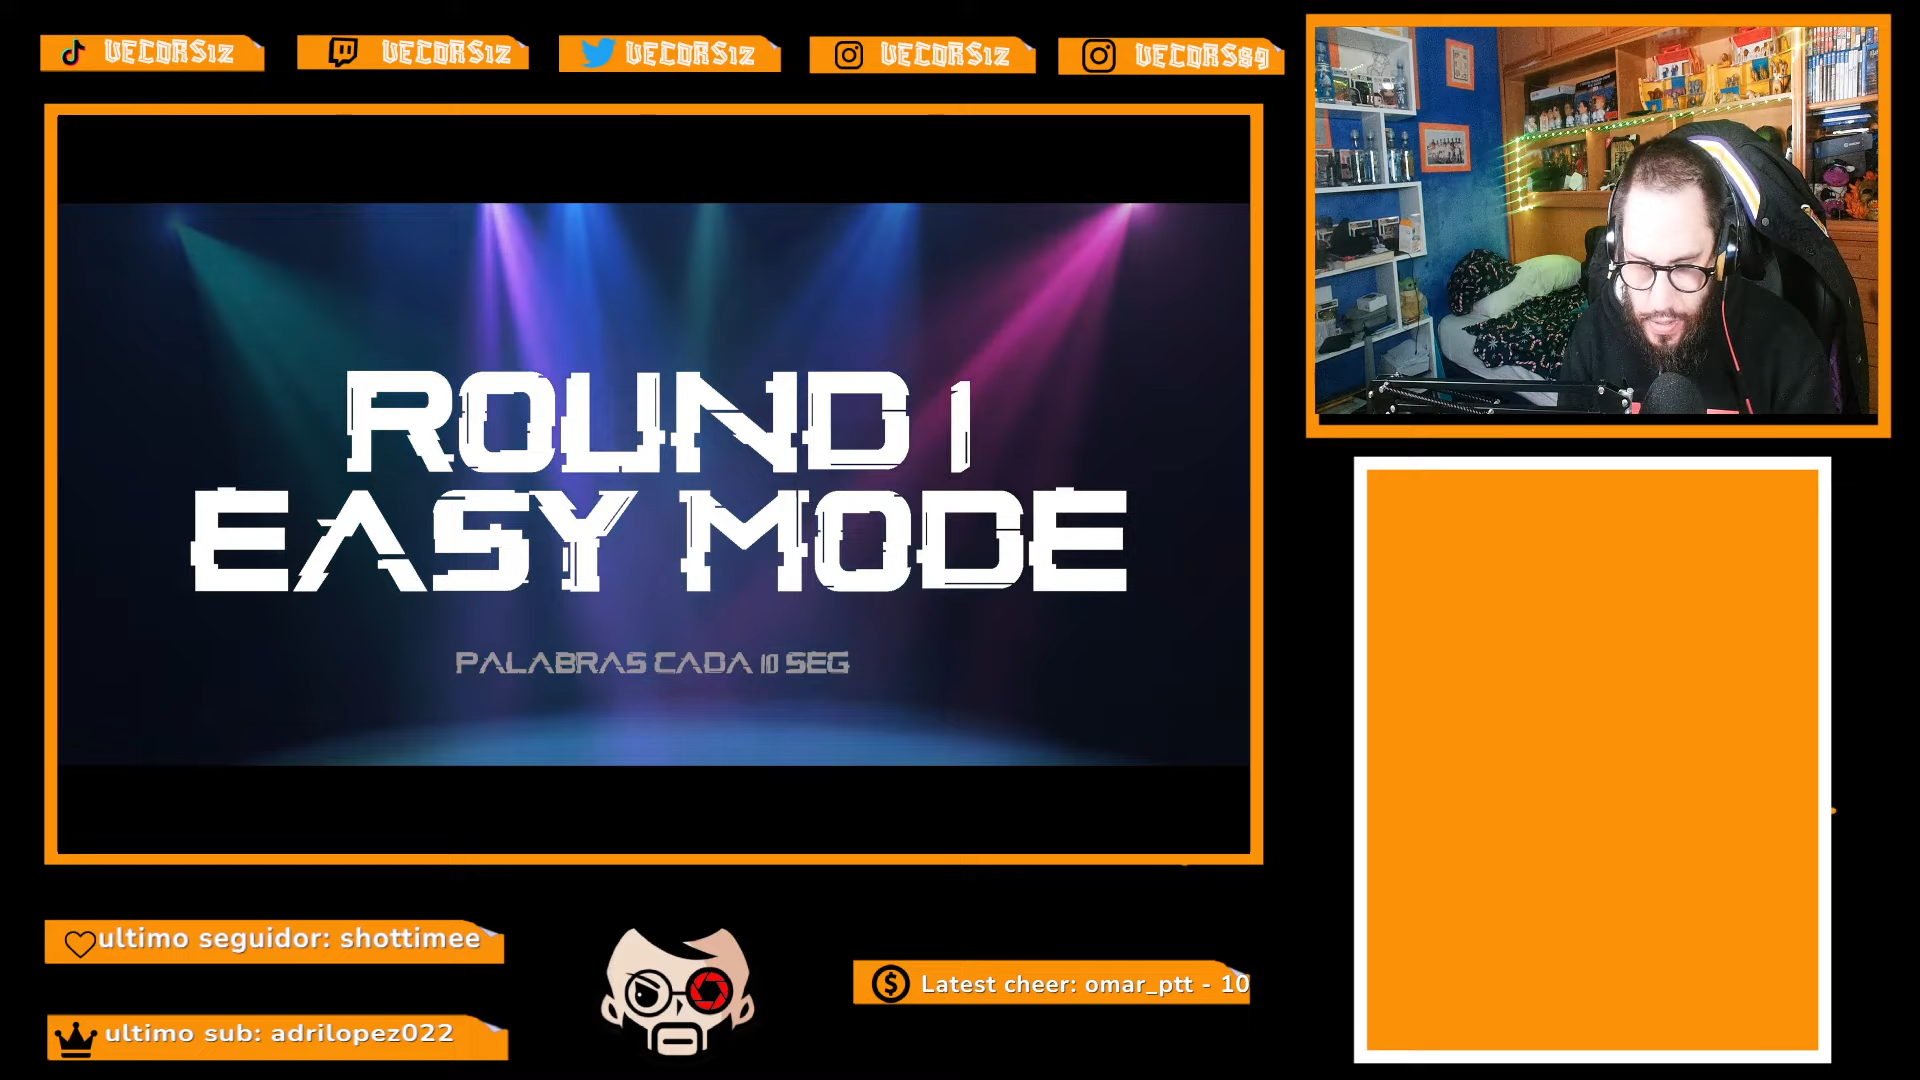 VECORS12
VECORS12
VECORS12
VECORS12
VECORS89
ROUND 1
EASY MODE
PALABRAS CADA 10 SEG
ultimo seguidor: shottimee
Latest cheer: omar_ptt - 10
ultimo sub: adrilopez022